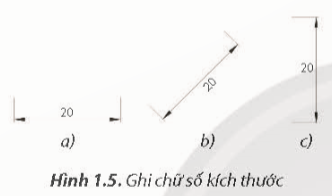 20
20
20
a)
b)
c)
Hình 1.5. Ghi chữ số kích thước